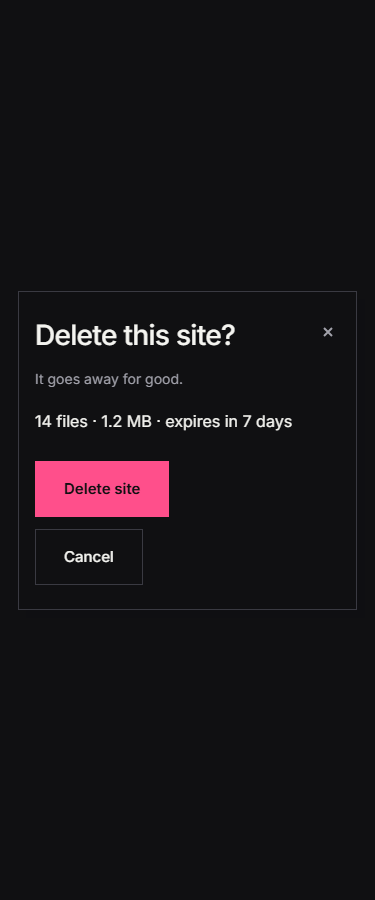 Delete this site?
×
It goes away for good.
14 files · 1.2 MB · expires in 7 days
Delete site
Cancel